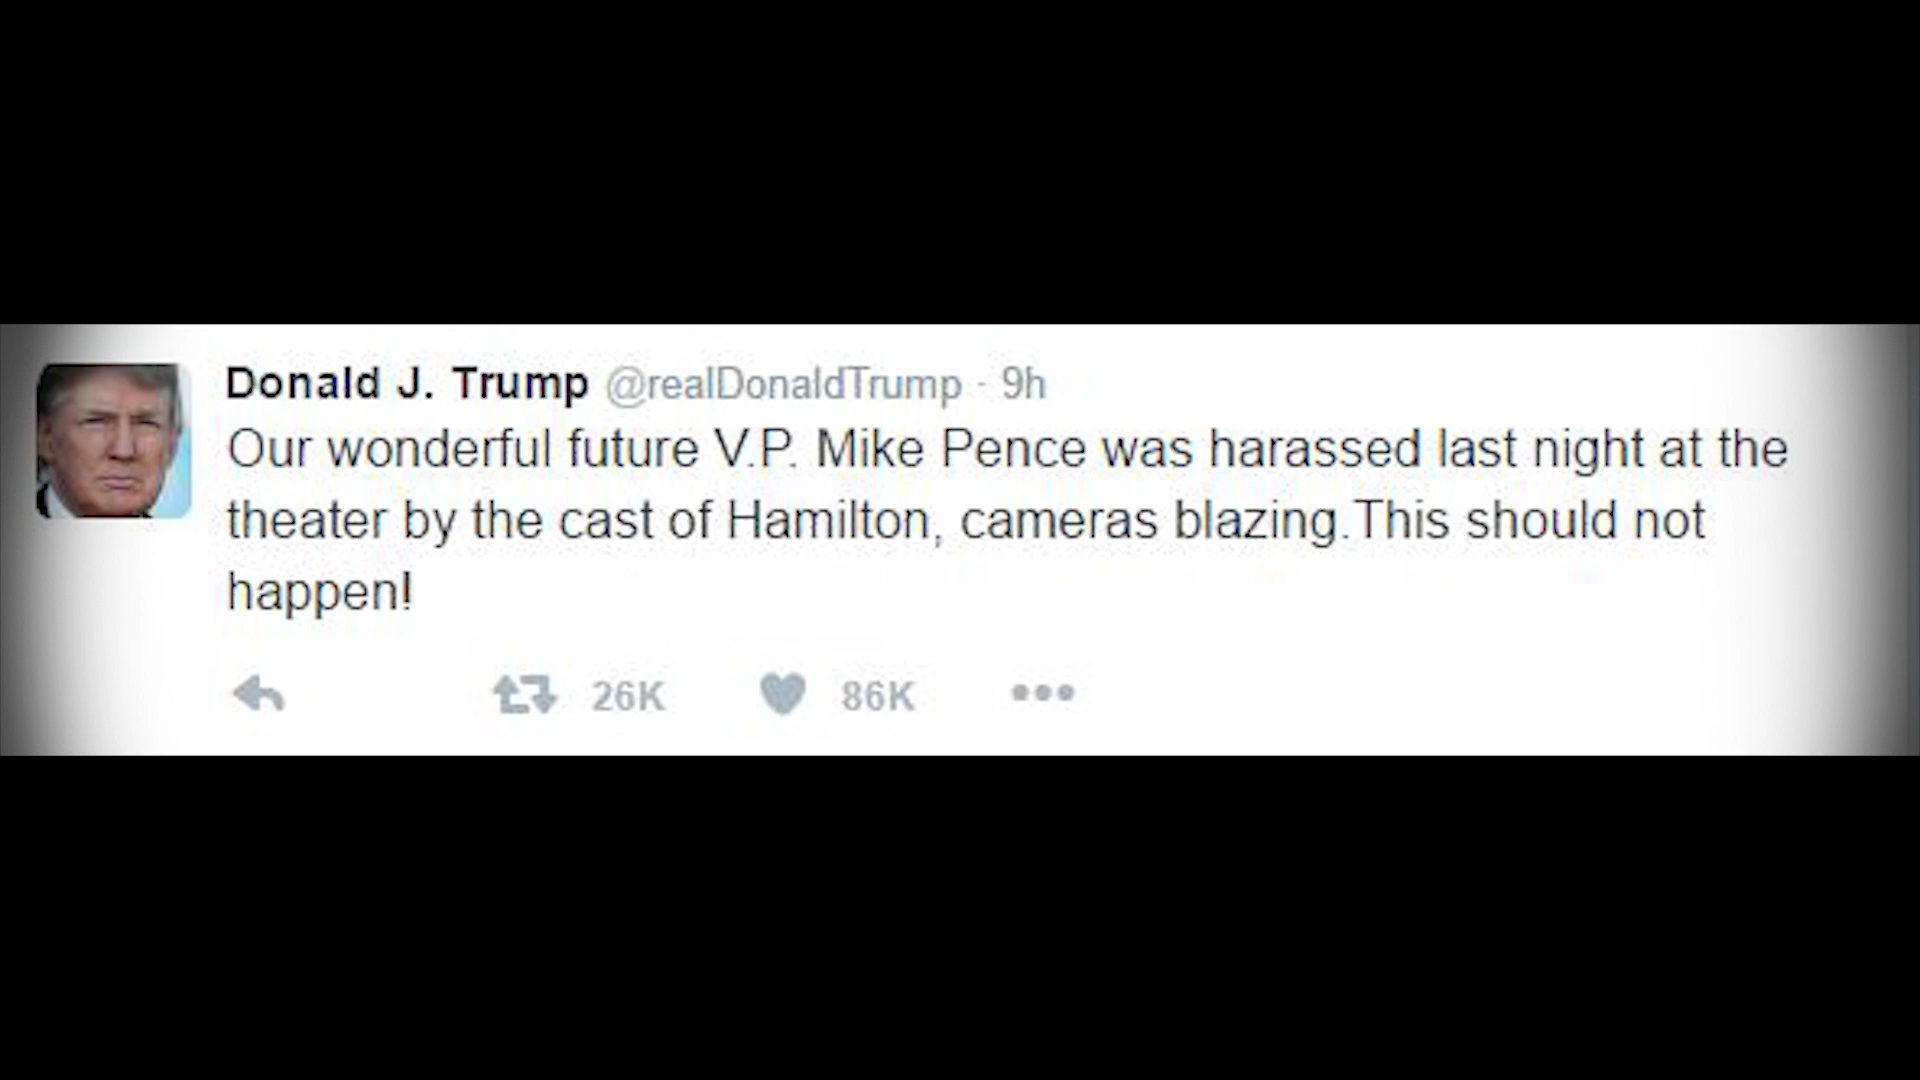 Donald J. Trump @realDonaldTrump · 9h
Our wonderful future V.P. Mike Pence was harassed last night at the
theater by the cast of Hamilton, cameras blazing.This should not
happen!
26K 86K